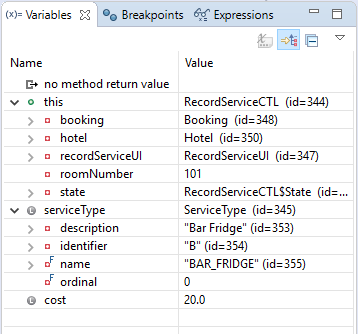 (x)= Variables Breakpoints Expressions
Name Value
no method return value
this RecordServiceCTL (id=344)
booking Booking (id=348)
hotel Hotel (id=350)
recordServiceUI RecordServiceUI (id=347)
roomNumber 101
state RecordServiceCTL$State (id=...
serviceType ServiceType (id=345)
description "Bar Fridge" (id=353)
identifier "B" (id=354)
name "BAR_FRIDGE" (id=355)
ordinal 0
cost 20.0